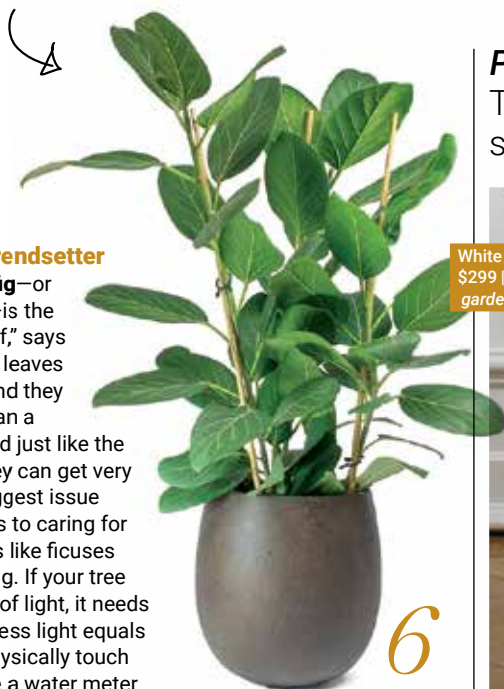 rendsetter
ig—or
is the
f,” says
leaves
nd they
an a
d just like the
ey can get very
ggest issue
s to caring for
s like ficuses
g. If your tree
of light, it needs
ess light equals
ysically touch
e a water meter
6
White
$299 |
garde